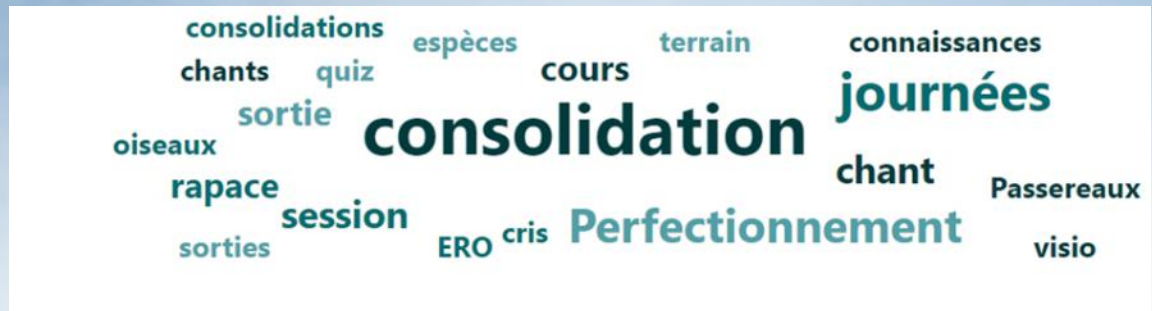 consolidations
espèces
terrain
connaissances
chants
quiz
cours
journées
sortie
consolidation
oiseaux
chant
rapace
Passereaux
session
Perfectionnement
cris
sorties
ERO
visio